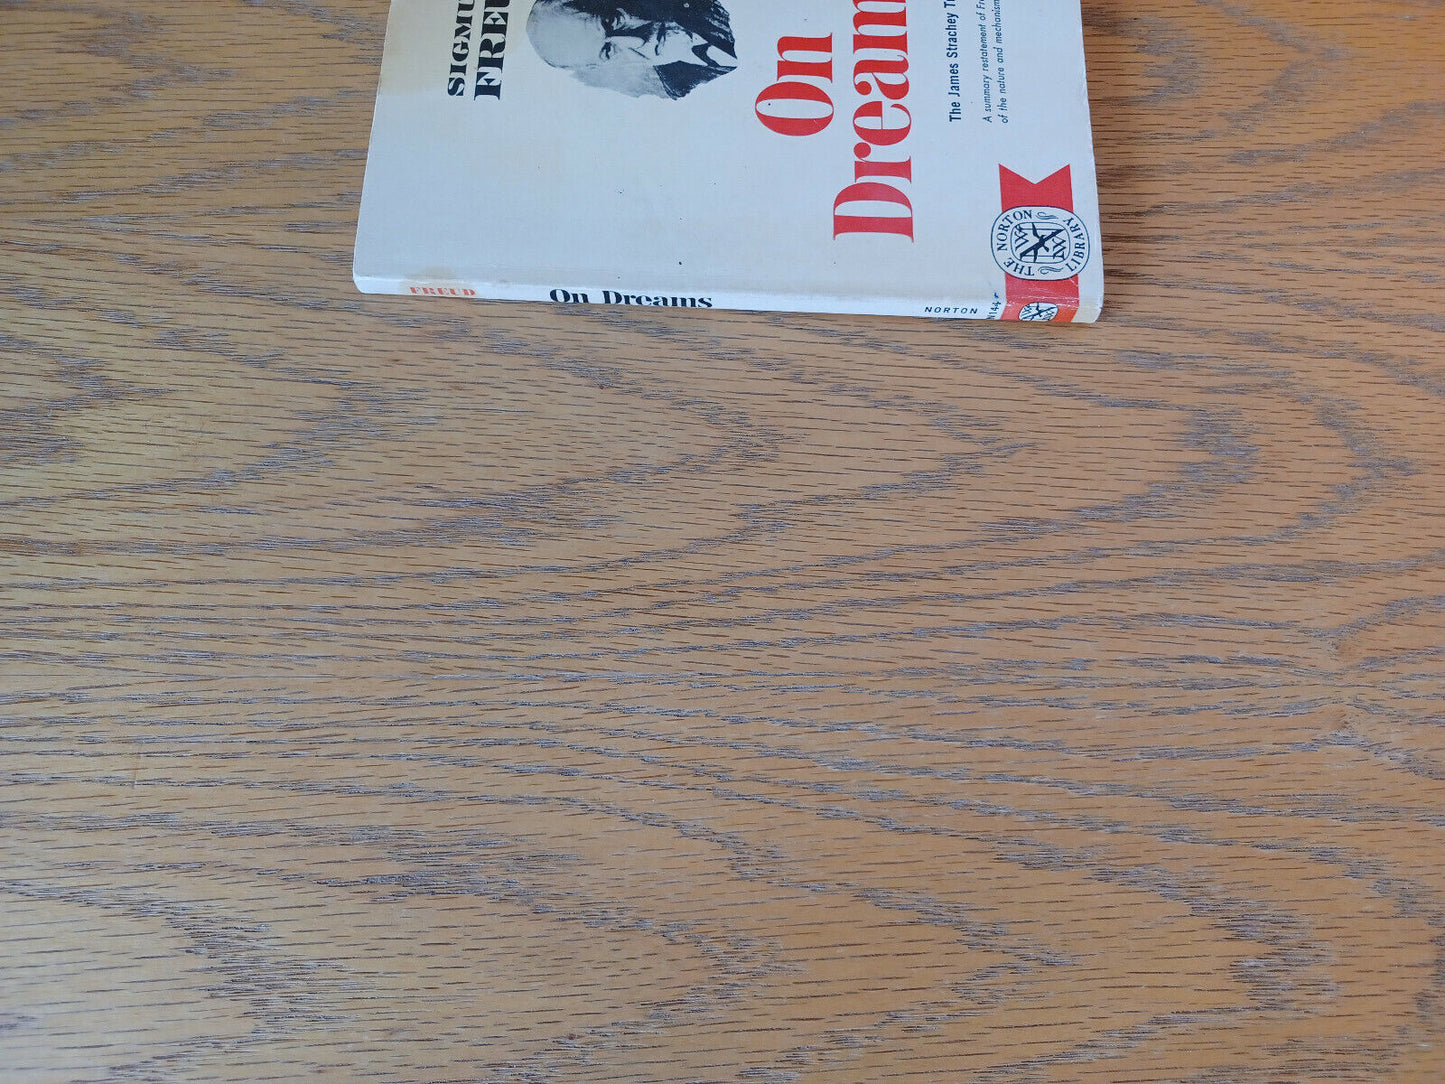 SIGMU
FREU
On
Dream
The James Strachey T
A summary restatement of Fr
of the nature and mechanism
THE NORTON LIBRARY
FREUD On Dreams NORTON